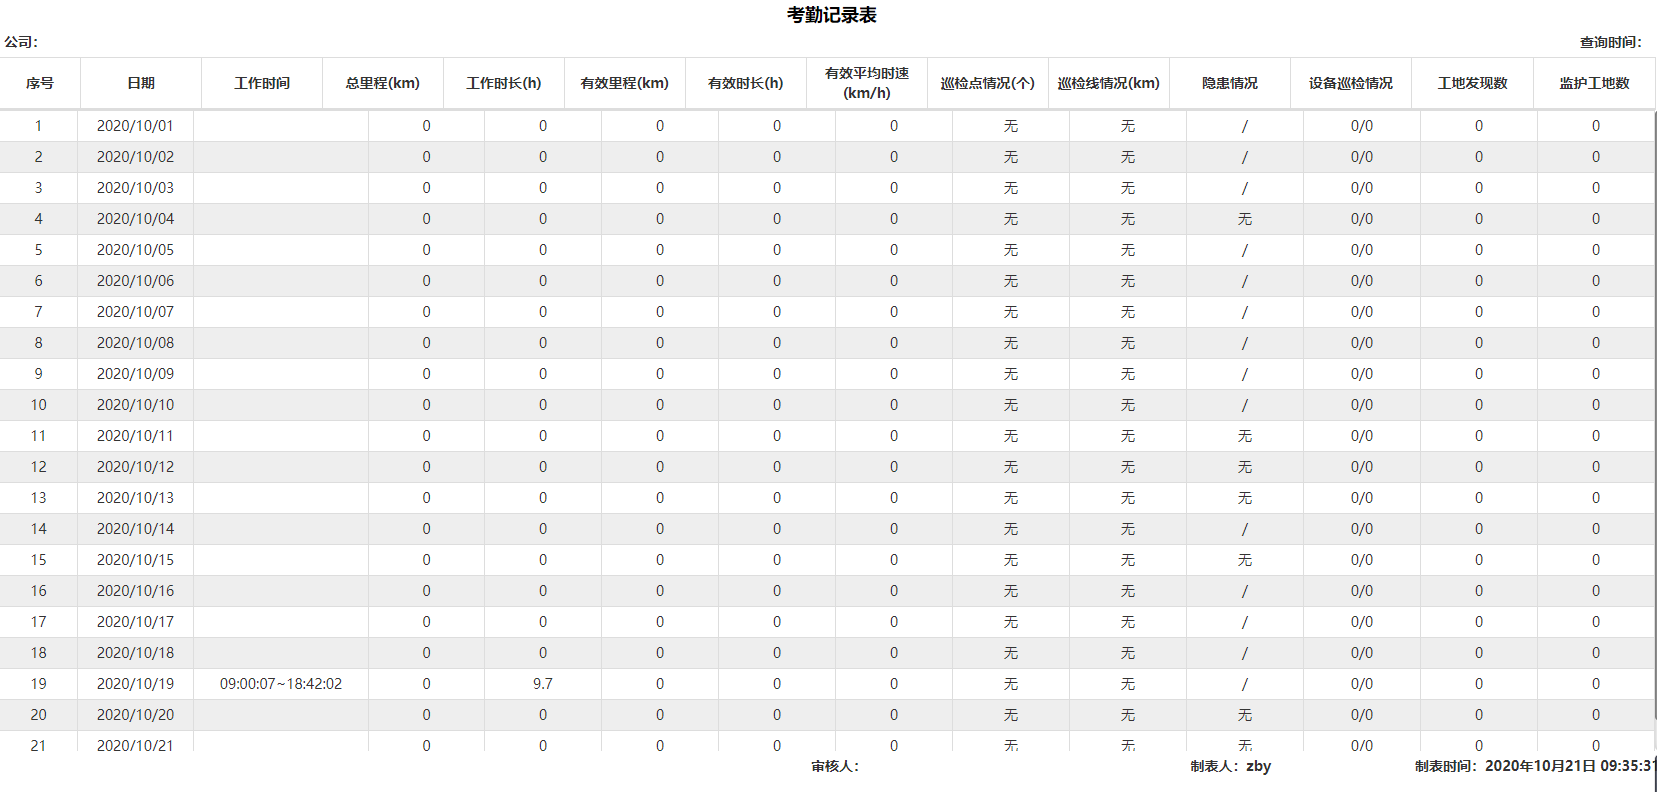 考勤记录表
公司： 查询时间：
序号 日期 工作时间 总里程(km) 工作时长(h) 有效里程(km) 有效时长(h) 有效平均时速(km/h) 巡检点情况(个) 巡检线情况(km) 隐患情况 设备巡检情况 工地发现数 监护工地数
1 2020/10/01 0 0 0 0 0 无 无 / 0/0 0 0
2 2020/10/02 0 0 0 0 0 无 无 / 0/0 0 0
3 2020/10/03 0 0 0 0 0 无 无 / 0/0 0 0
4 2020/10/04 0 0 0 0 0 无 无 无 0/0 0 0
5 2020/10/05 0 0 0 0 0 无 无 / 0/0 0 0
6 2020/10/06 0 0 0 0 0 无 无 / 0/0 0 0
7 2020/10/07 0 0 0 0 0 无 无 / 0/0 0 0
8 2020/10/08 0 0 0 0 0 无 无 / 0/0 0 0
9 2020/10/09 0 0 0 0 0 无 无 / 0/0 0 0
10 2020/10/10 0 0 0 0 0 无 无 / 0/0 0 0
11 2020/10/11 0 0 0 0 0 无 无 无 0/0 0 0
12 2020/10/12 0 0 0 0 0 无 无 无 0/0 0 0
13 2020/10/13 0 0 0 0 0 无 无 无 0/0 0 0
14 2020/10/14 0 0 0 0 0 无 无 / 0/0 0 0
15 2020/10/15 0 0 0 0 0 无 无 无 0/0 0 0
16 2020/10/16 0 0 0 0 0 无 无 / 0/0 0 0
17 2020/10/17 0 0 0 0 0 无 无 / 0/0 0 0
18 2020/10/18 0 0 0 0 0 无 无 / 0/0 0 0
19 2020/10/19 09:00:07~18:42:02 0 9.7 0 0 0 无 无 / 0/0 0 0
20 2020/10/20 0 0 0 0 0 无 无 无 0/0 0 0
21 2020/10/21 0 0 0 0 0 无 无 无 0/0 0 0
审核人： 制表人：zby 制表时间：2020年10月21日 09:35:31